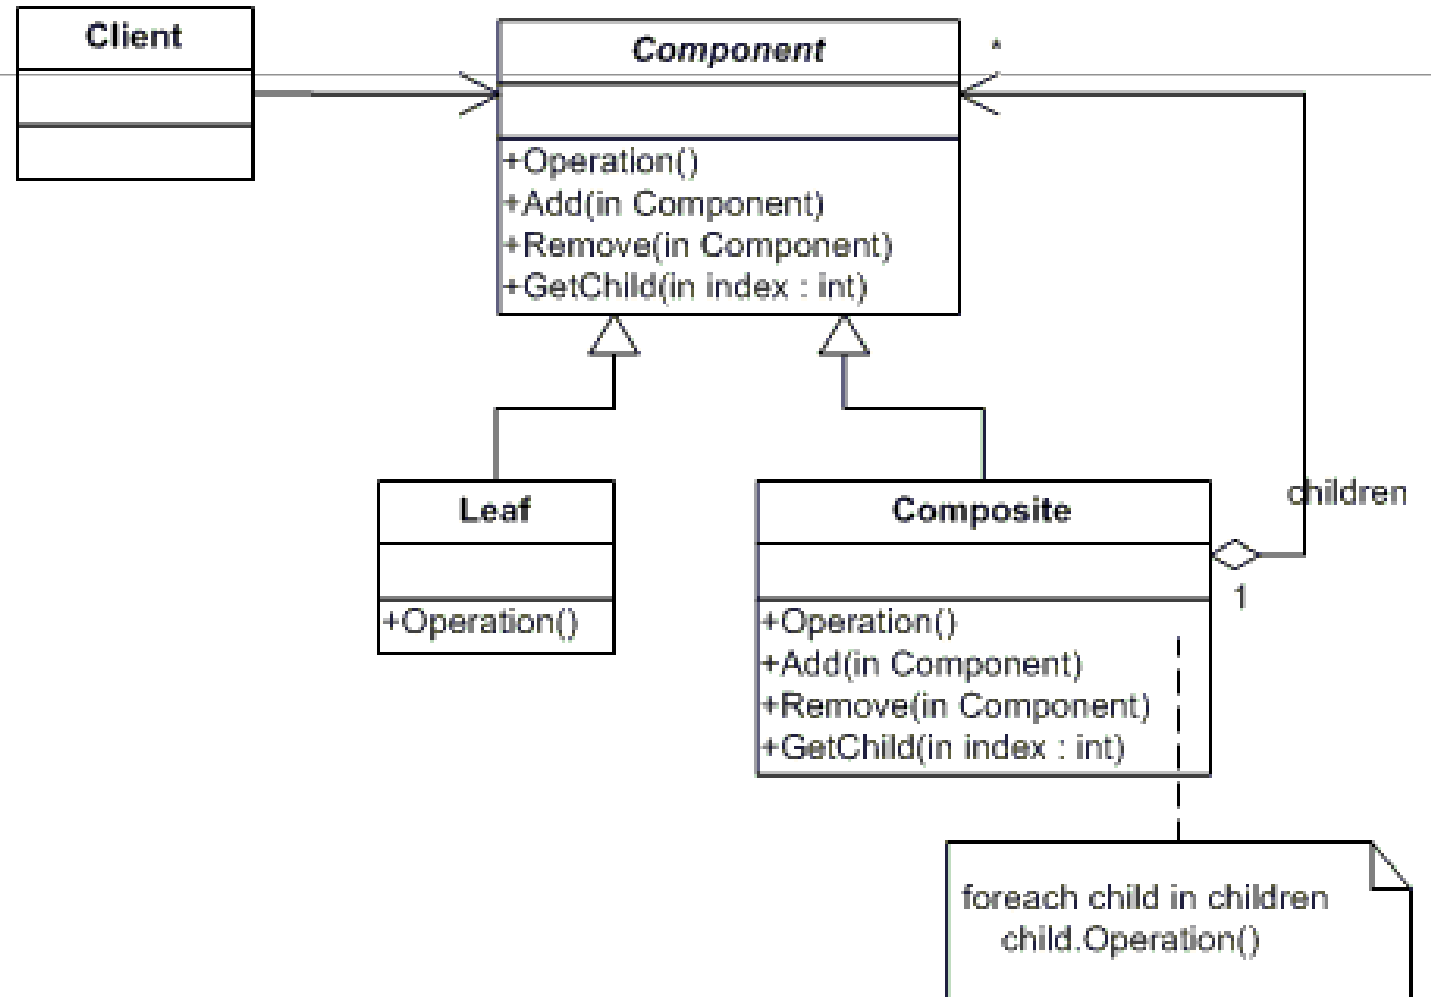 Client
Component
*
+Operation()
+Add(in Component)
+Remove(in Component)
+GetChild(in index : int)
children
Leaf
+Operation()
Composite
1
+Operation()
+Add(in Component)
+Remove(in Component)
+GetChild(in index : int)
foreach child in children
child.Operation()